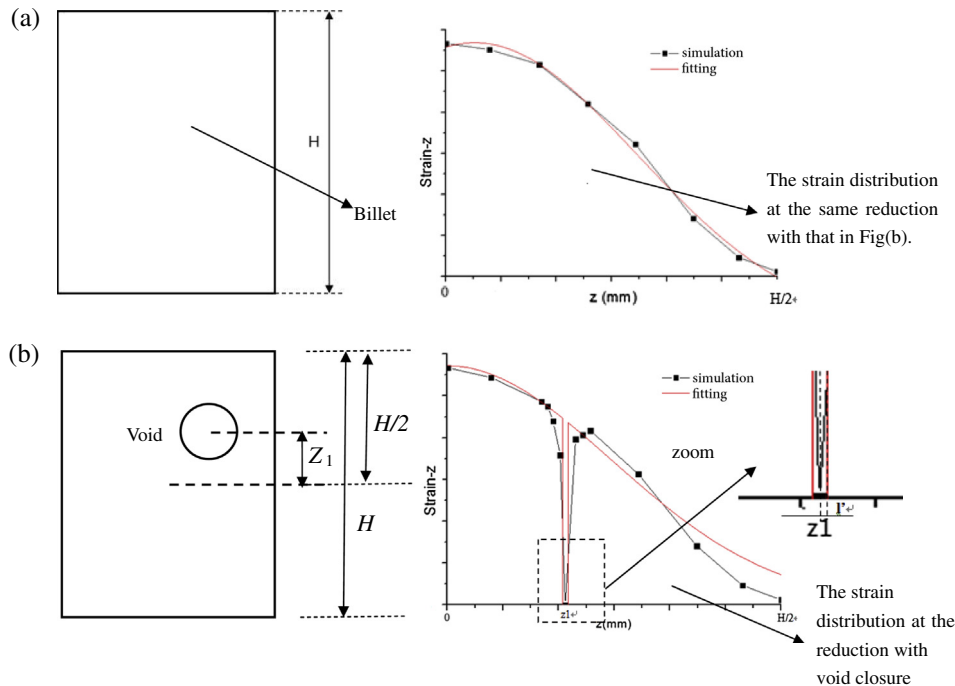 (a)
H
Billet
Strain-z
simulation
fitting
0
z (mm)
H/2
The strain distribution
at the same reduction
with that in Fig(b).
(b)
Void
Z1
H/2
H
Strain-z
simulation
fitting
zoom
z1
l'
0
z1
z(mm)
H/2
The strain
distribution at the
reduction with
void closure